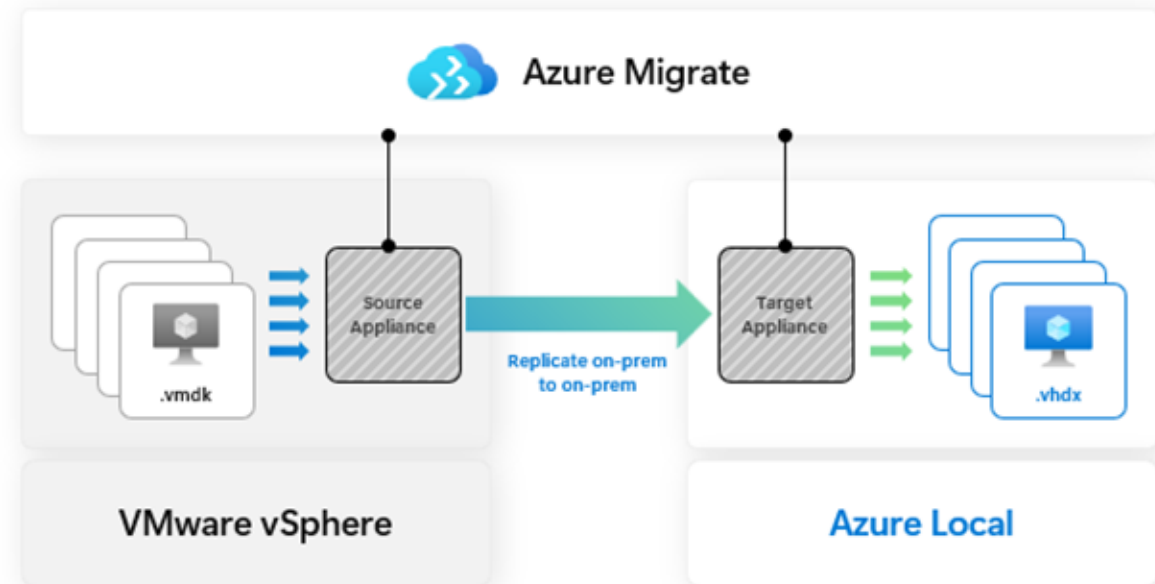 Azure Migrate
Source
Appliance
Target
Appliance
Replicate on-prem
to on-prem
.vmdk
.vhdx
VMware vSphere
Azure Local